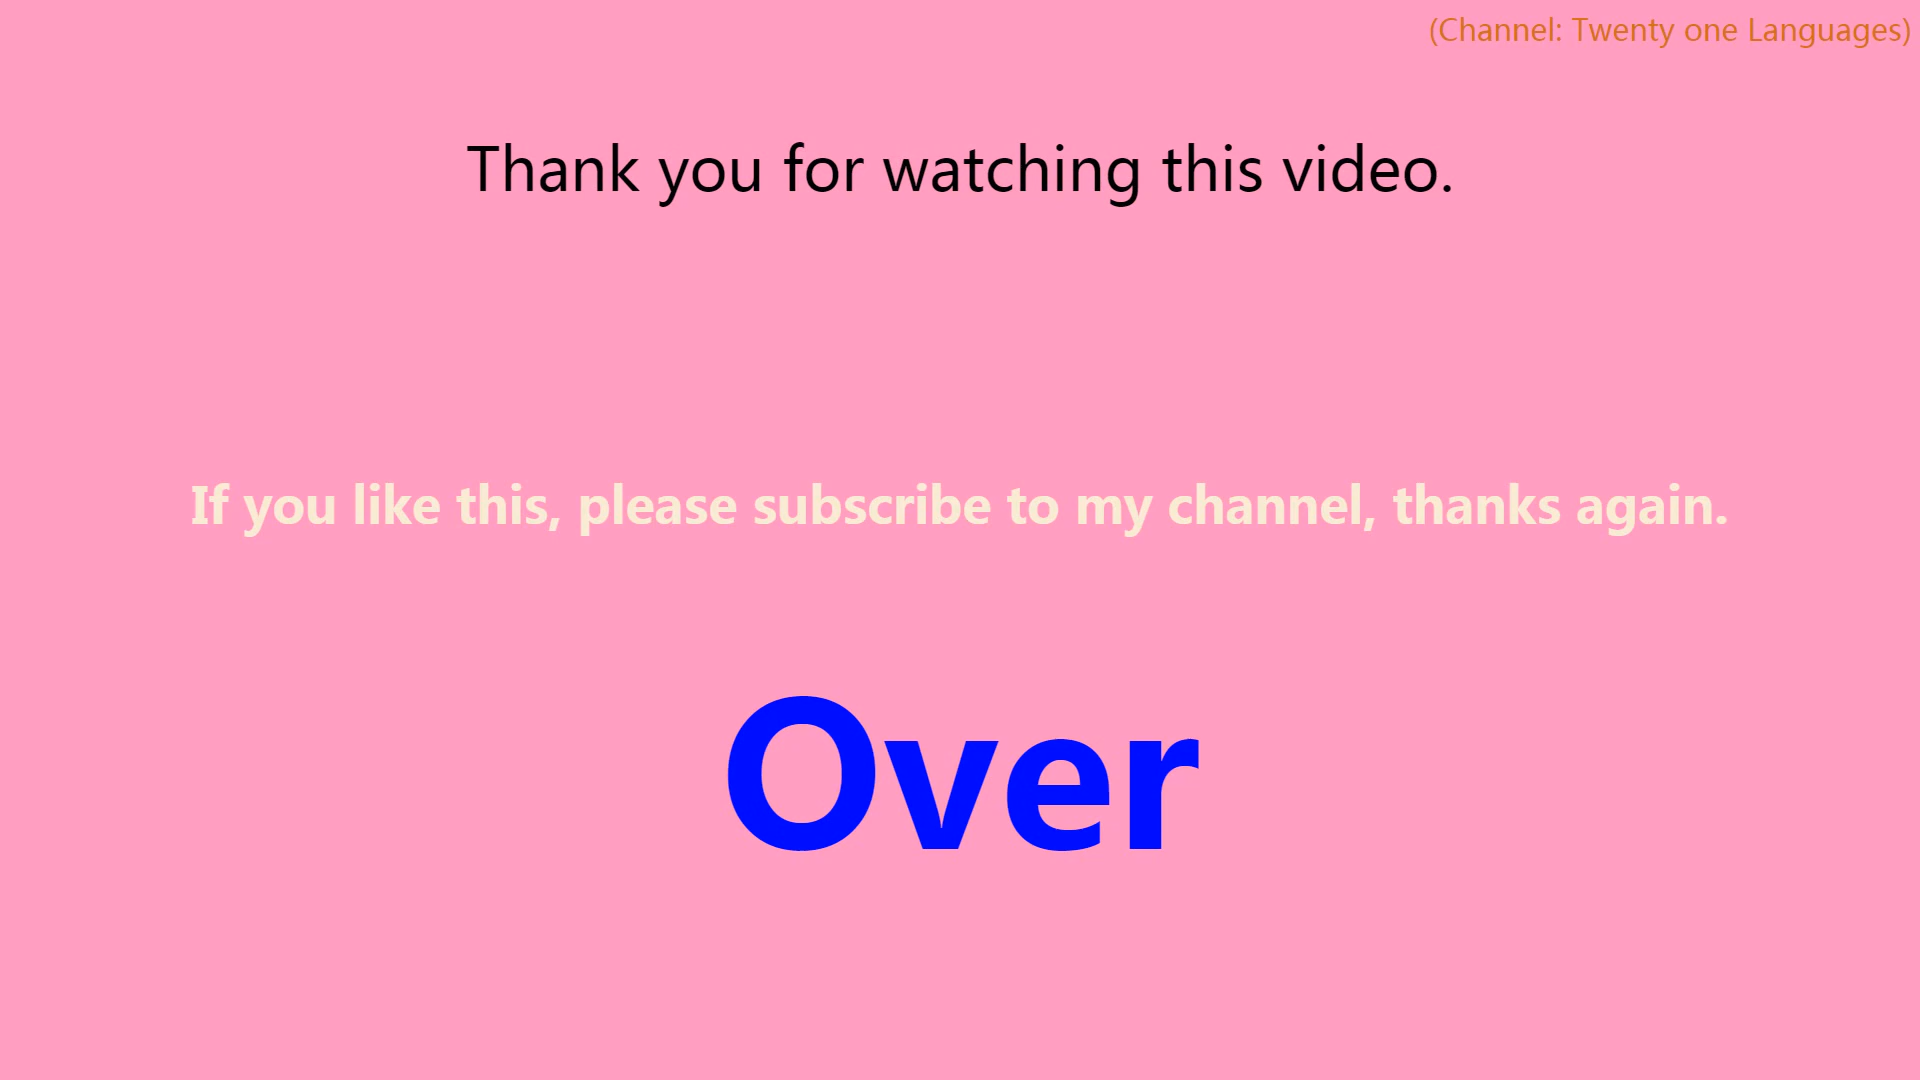 (Channel: Twenty one Languages)
Thank you for watching this video.
If you like this, please subscribe to my channel, thanks again.
Over